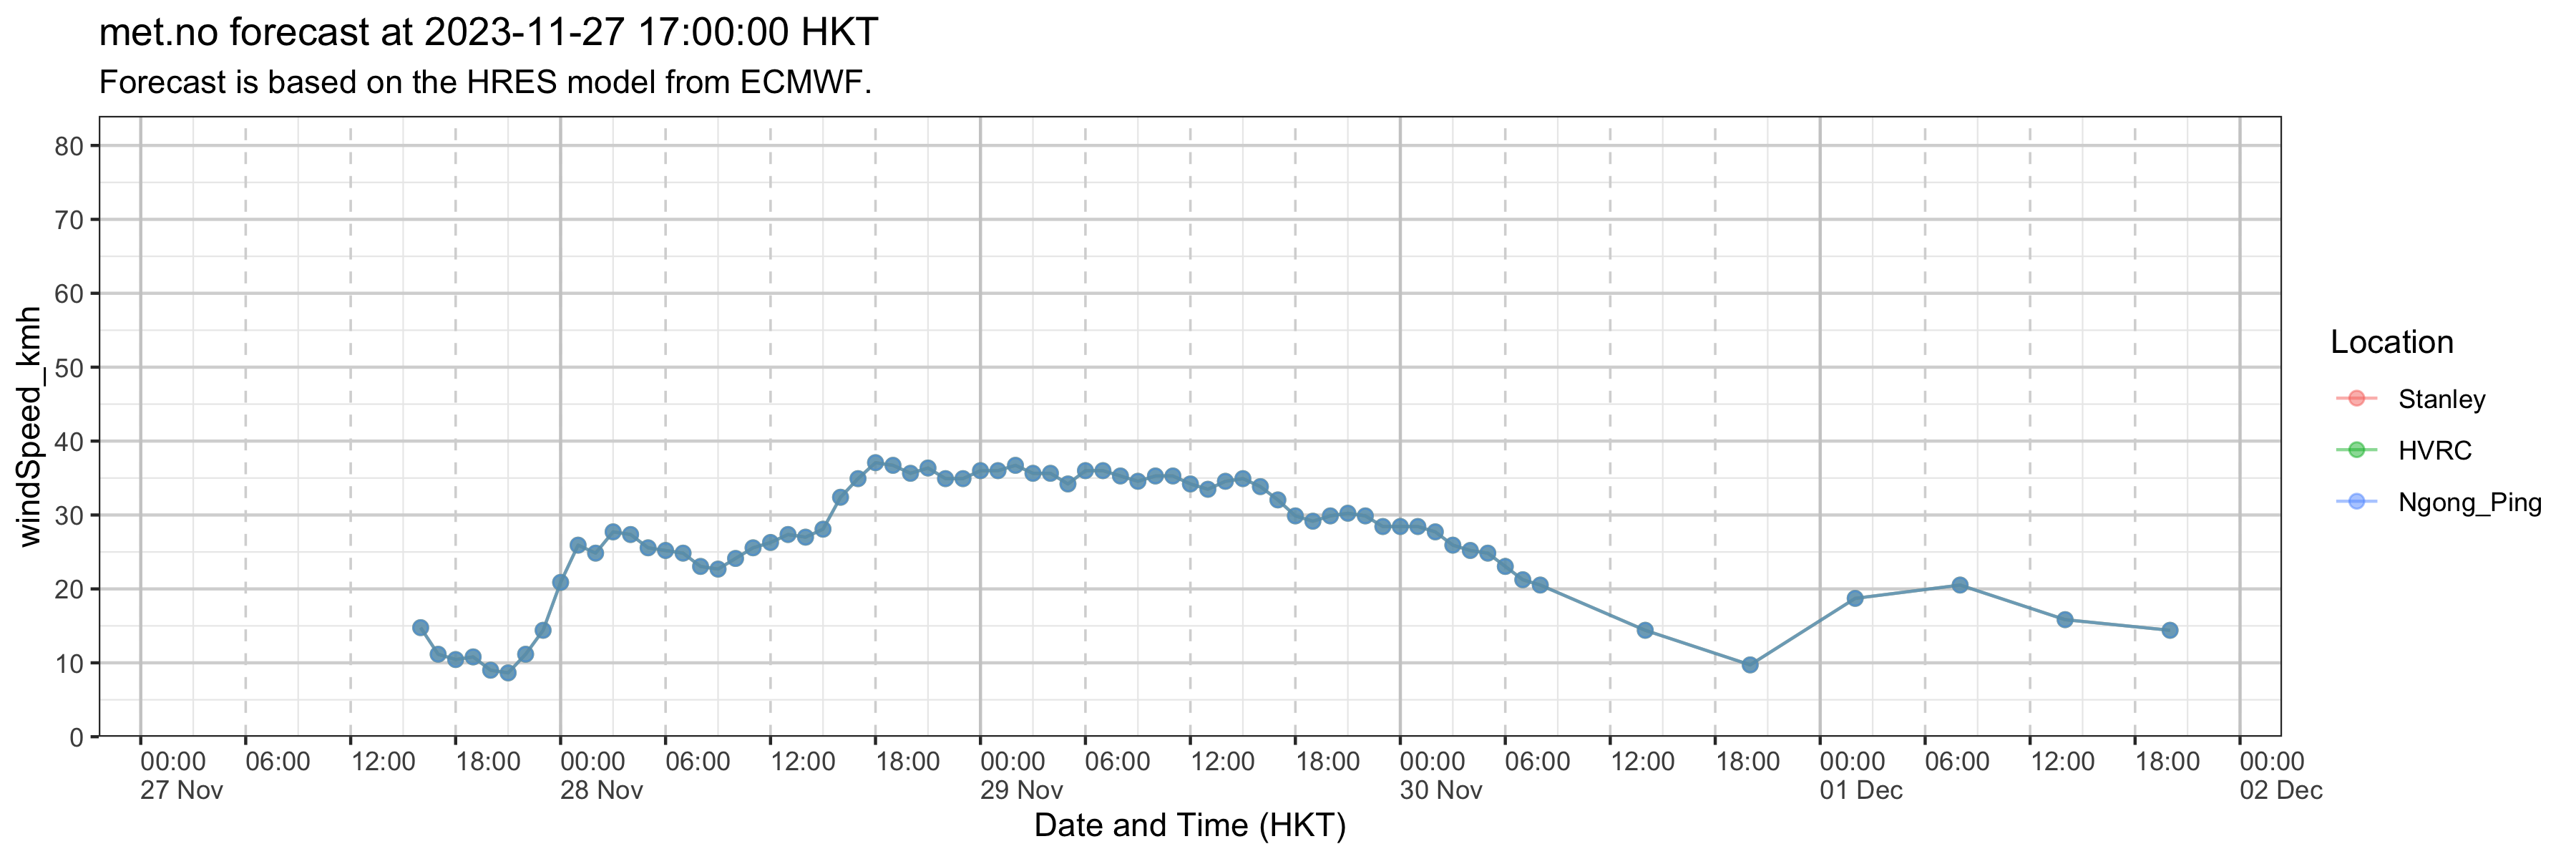 met.no forecast at 2023-11-27 17:00:00 HKT
Forecast is based on the HRES model from ECMWF.
windSpeed_kmh
80
70
60
50
40
30
20
10
0
00:00 06:00 12:00 18:00 00:00 06:00 12:00 18:00 00:00 06:00 12:00 18:00 00:00 06:00 12:00 18:00 00:00 06:00 12:00 18:00 00:00
27 Nov 28 Nov 29 Nov 30 Nov 01 Dec 02 Dec
Date and Time (HKT)
Location
Stanley
HVRC
Ngong_Ping